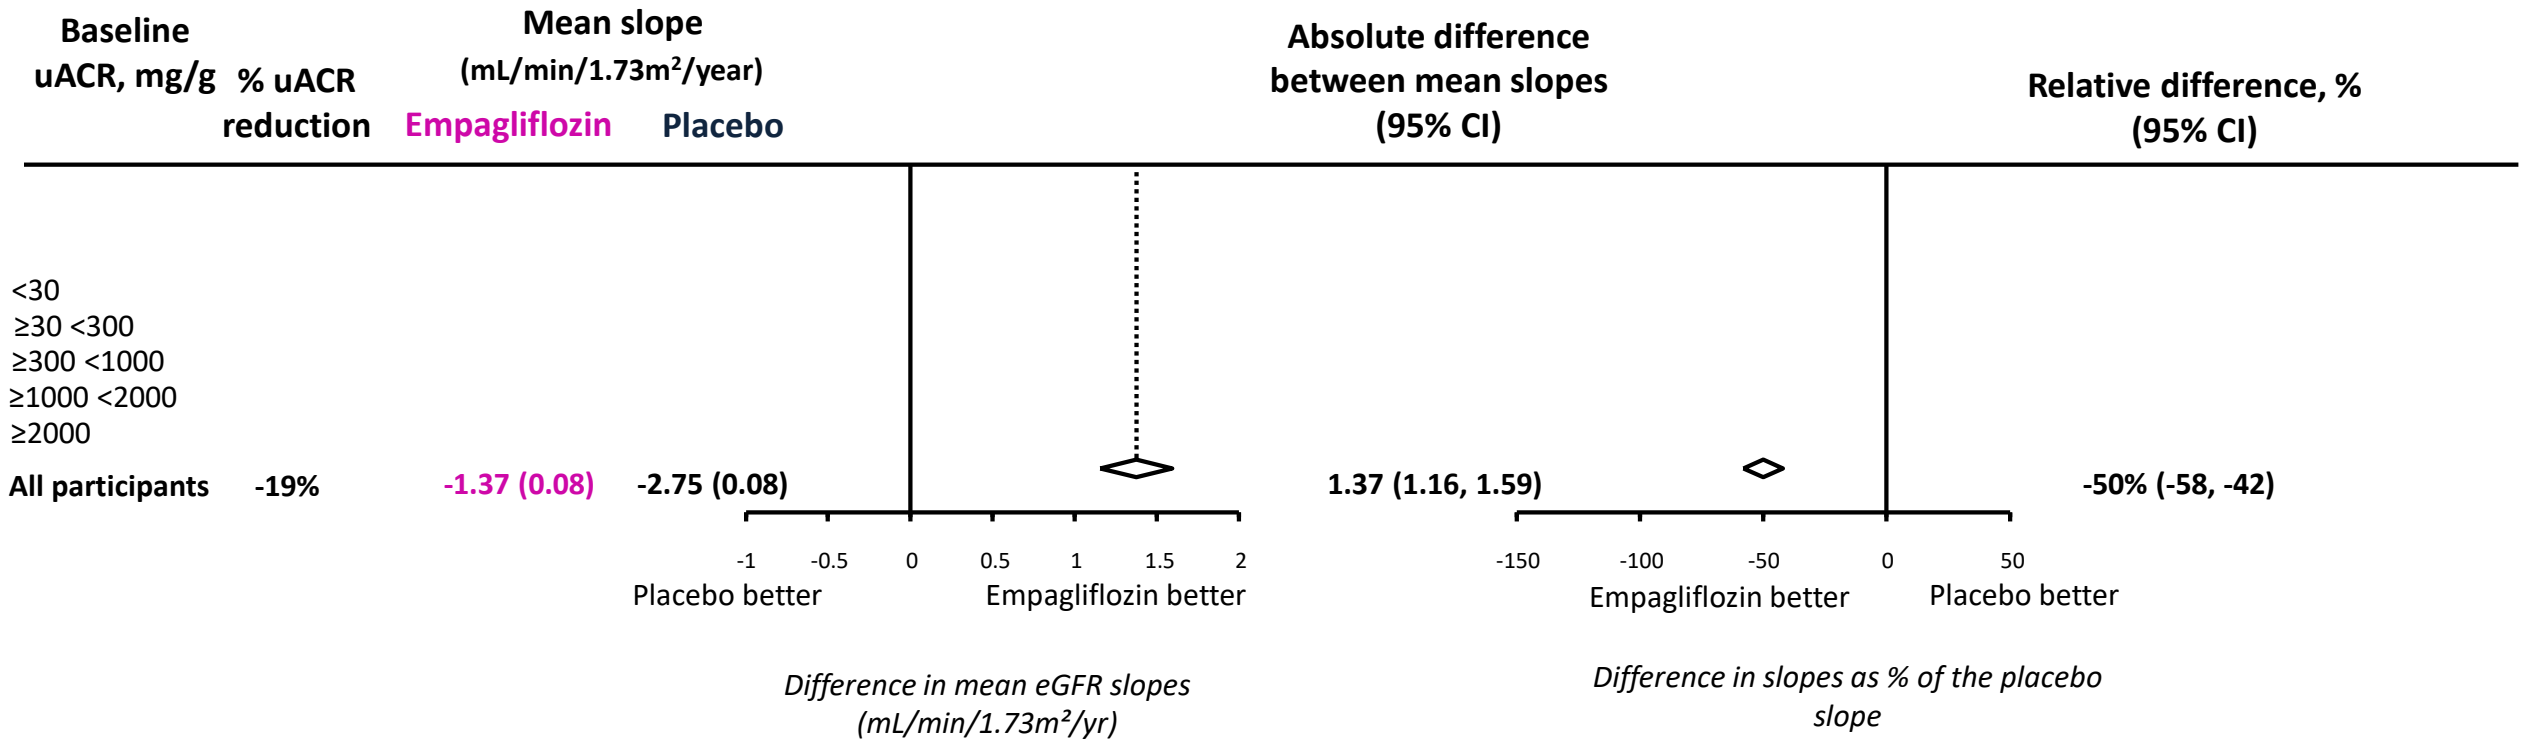 Baseline
uACR, mg/g
% uACR
reduction
Mean slope
(mL/min/1.73m²/year)
Empagliflozin
Placebo
Absolute difference
between mean slopes
(95% CI)
Relative difference, %
(95% CI)
<30
≥30 <300
≥300 <1000
≥1000 <2000
≥2000
All participants -19% -1.37 (0.08) -2.75 (0.08) 1.37 (1.16, 1.59) -50% (-58, -42)
-1 -0.5 0 0.5 1 1.5 2
-150 -100 -50 0 50
Placebo better Empagliflozin better
Empagliflozin better Placebo better
Difference in mean eGFR slopes
(mL/min/1.73m²/yr)
Difference in slopes as % of the placebo
slope